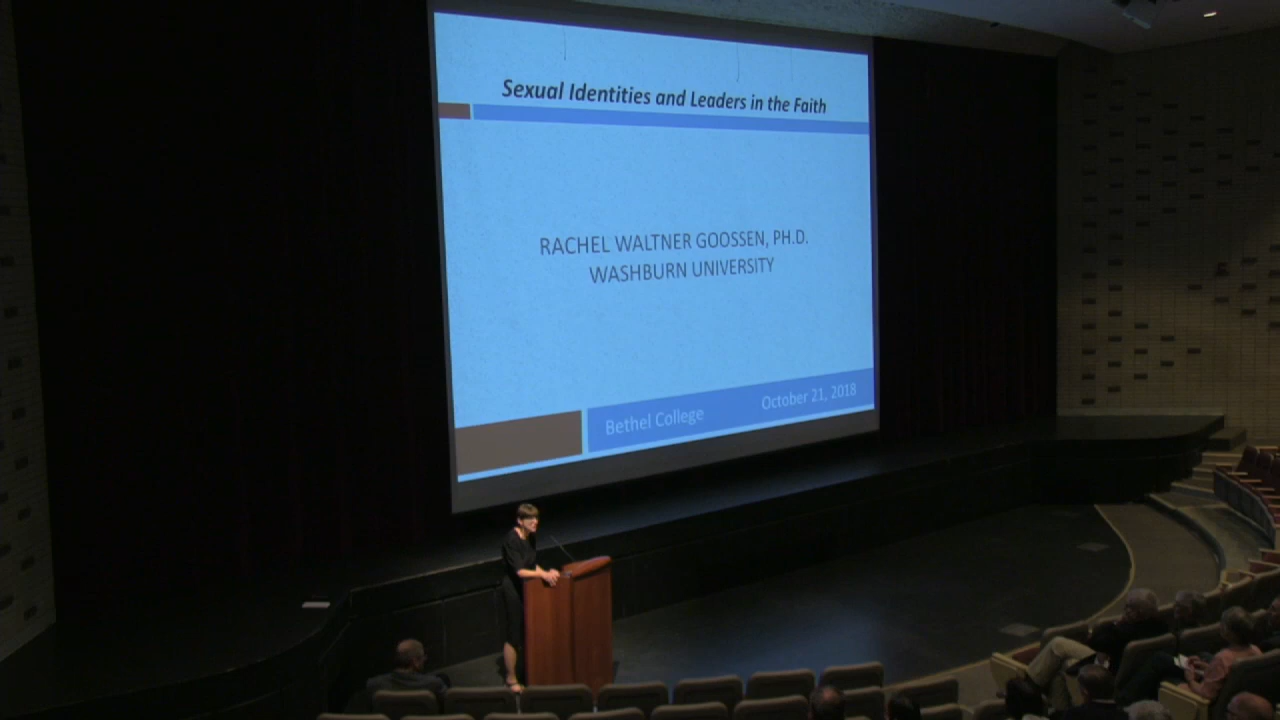 Sexual Identities and Leaders in the Faith
RACHEL WALTNER GOOSSEN, PH.D.
WASHBURN UNIVERSITY
Bethel College October 21, 2018